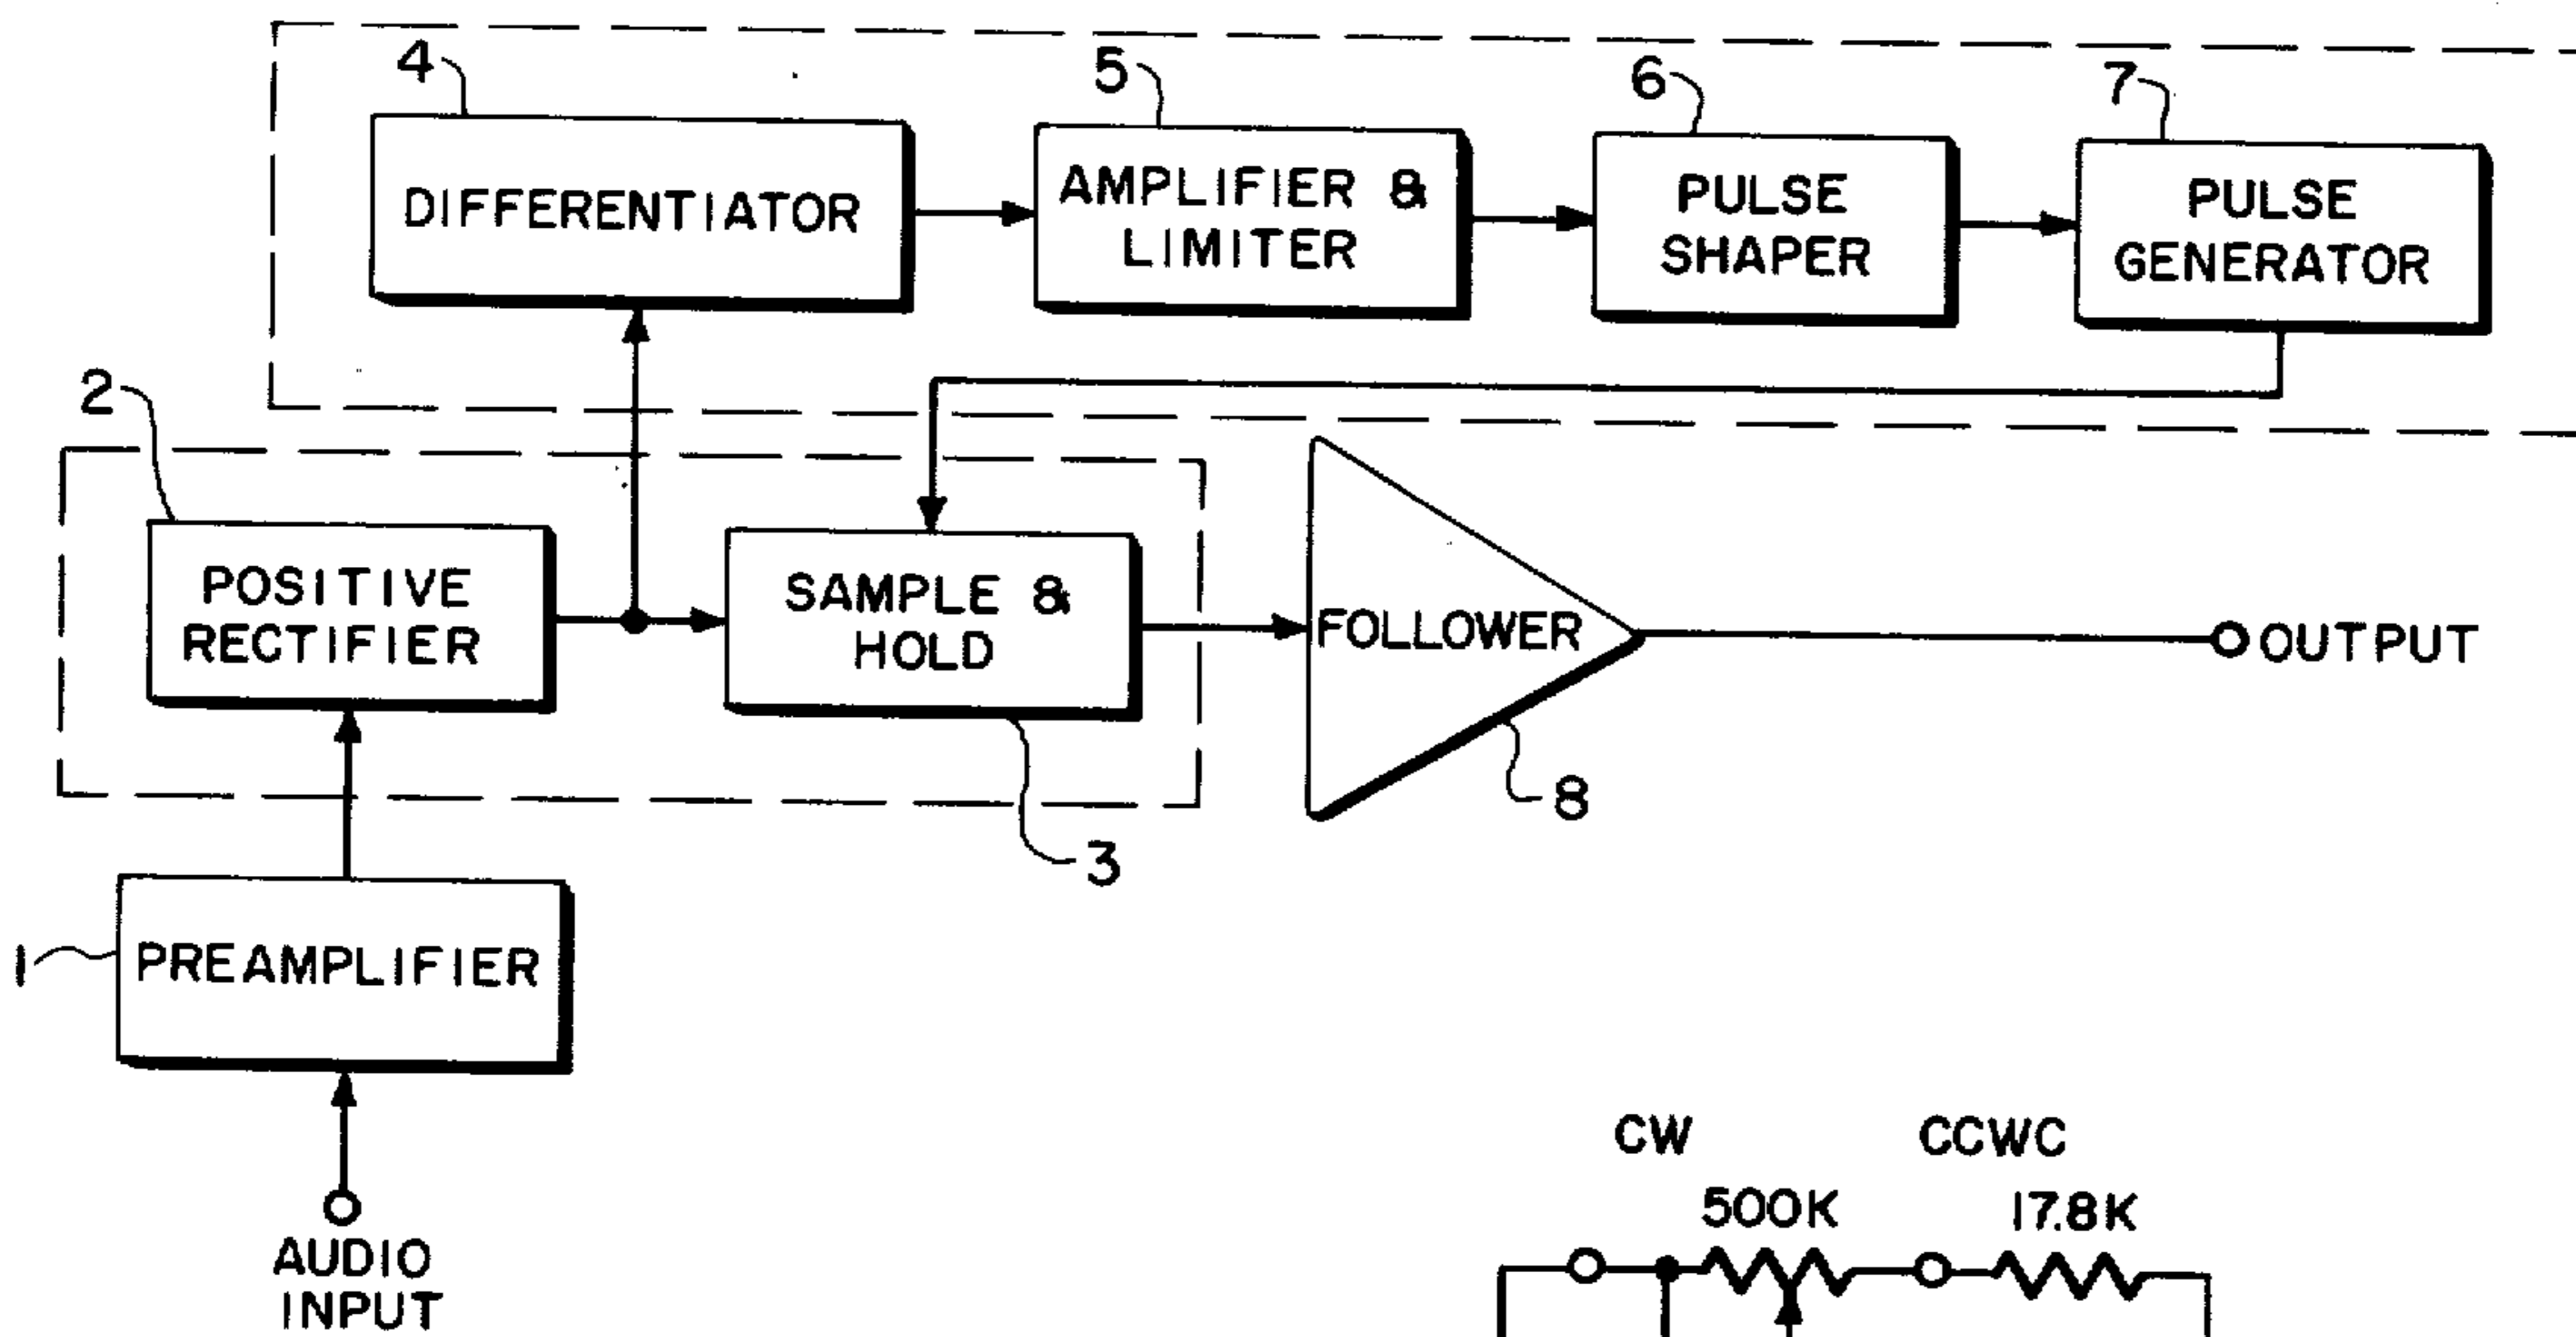 4
5
6
7
DIFFERENTIATOR
AMPLIFIER &
LIMITER
PULSE
SHAPER
PULSE
GENERATOR
2
POSITIVE
RECTIFIER
SAMPLE &
HOLD
FOLLOWER
OUTPUT
8
3
1
PREAMPLIFIER
AUDIO
INPUT
CW
CCWC
500K
17.8K